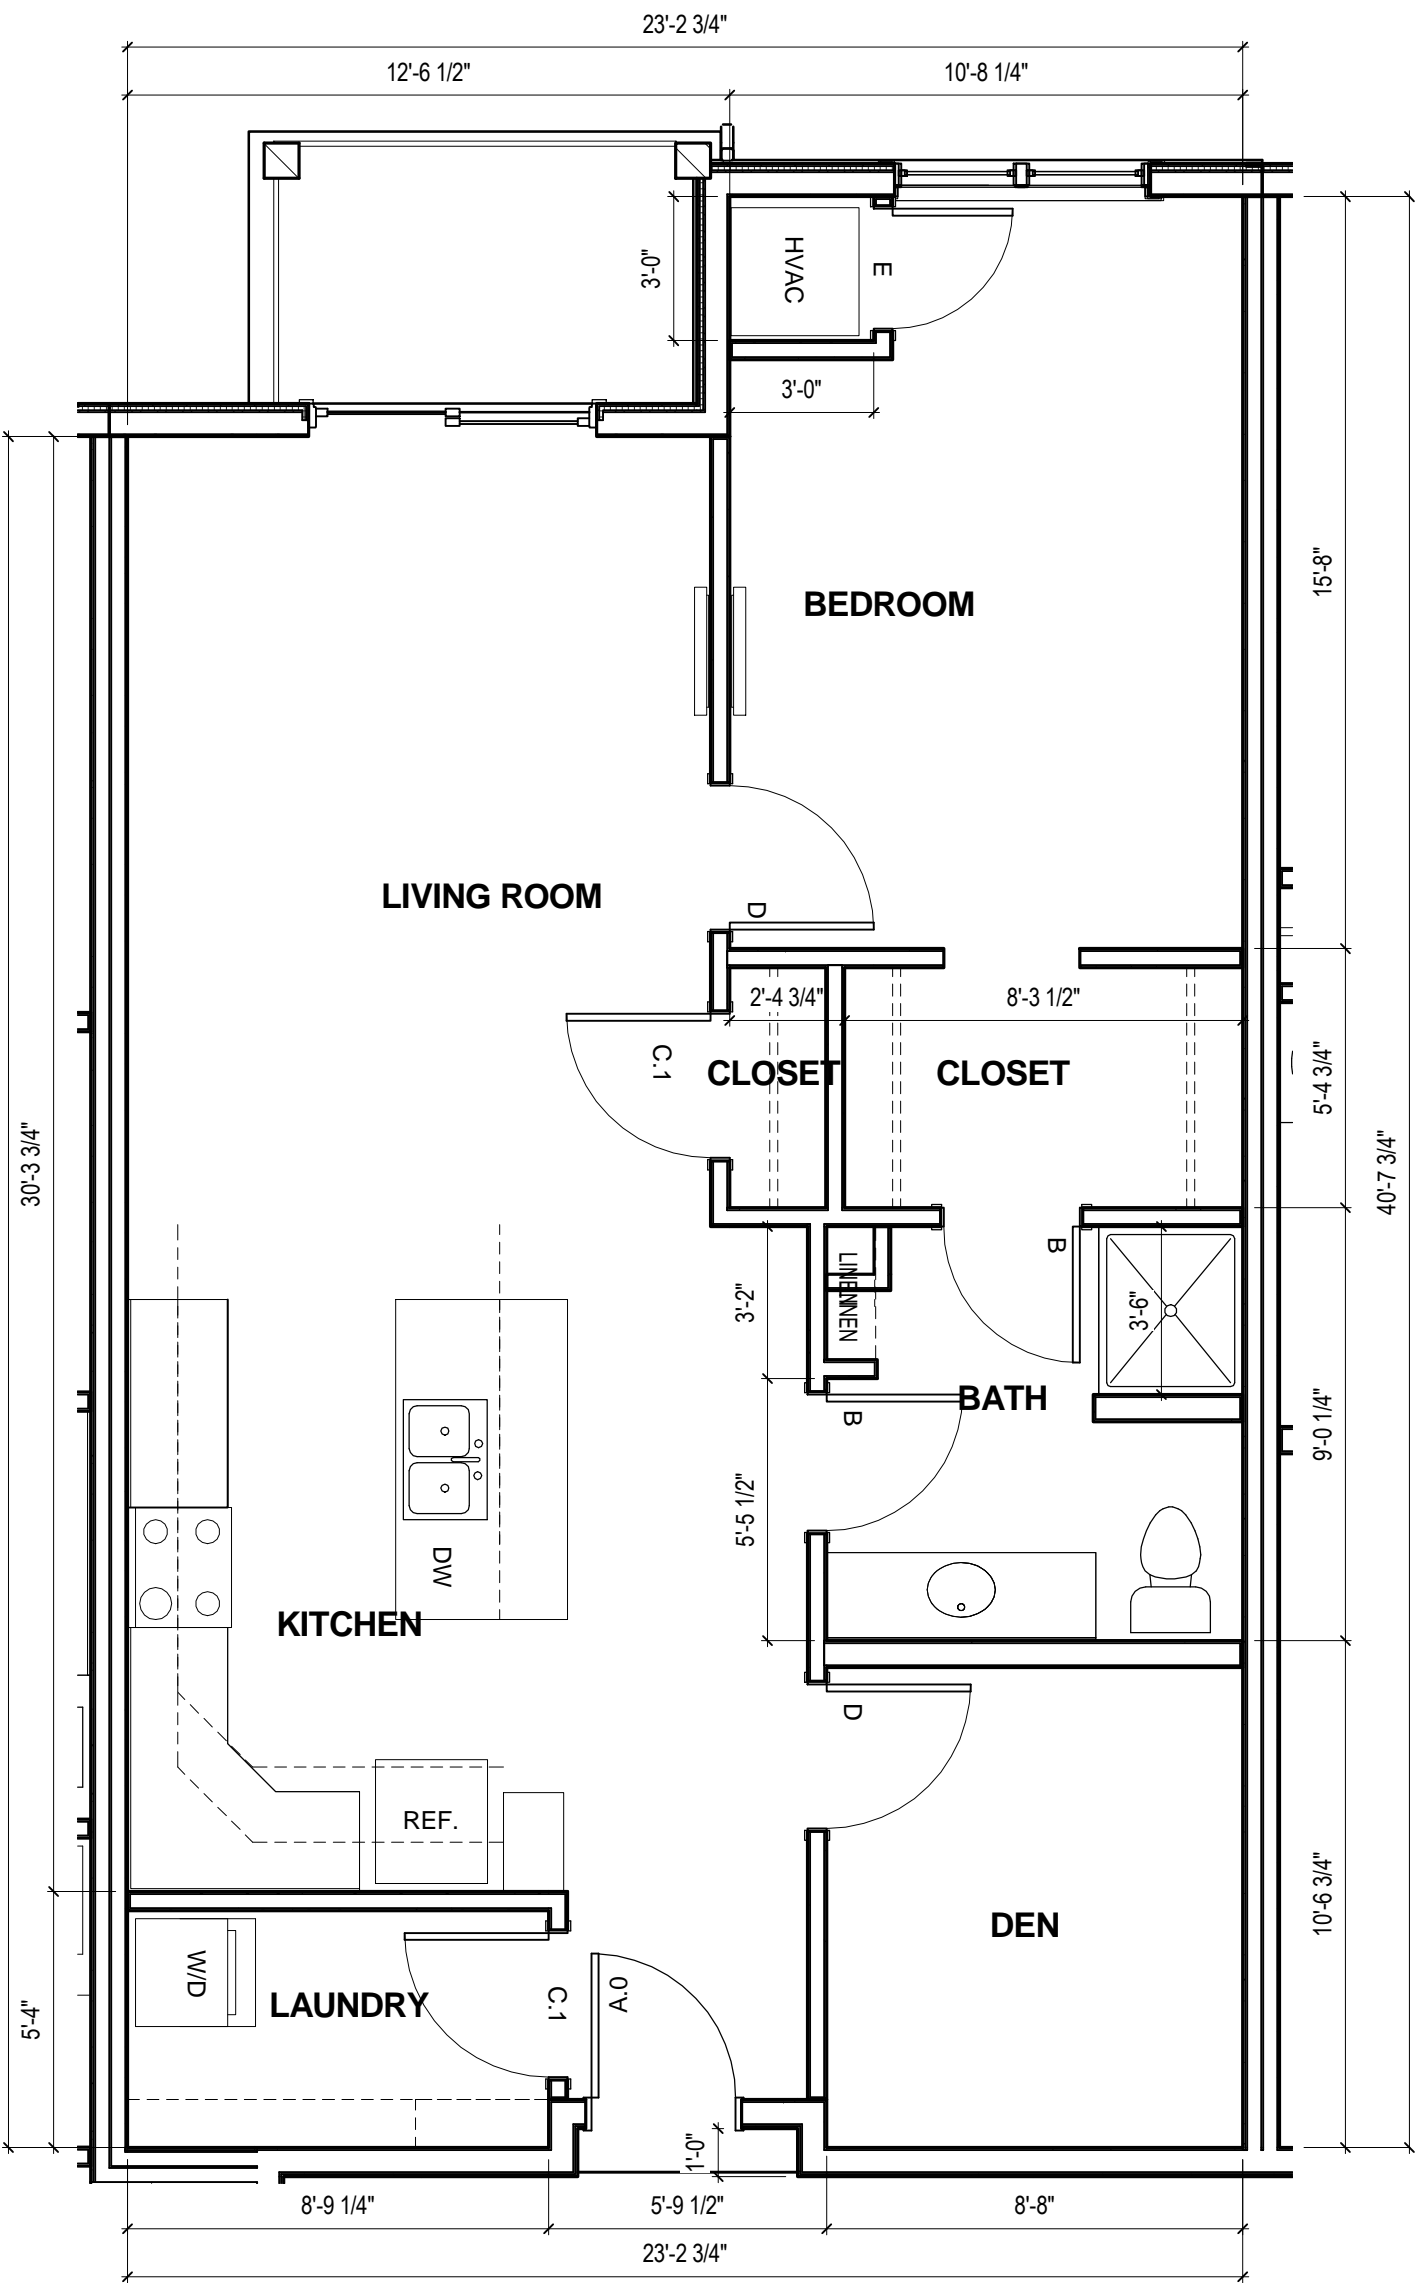 23'-2 3/4"
12'-6 1/2"
10'-8 1/4"
3'-0"
HVAC
E
3'-0"
15'-8"
BEDROOM
LIVING ROOM
D
2'-4 3/4"
8'-3 1/2"
C.1
CLOSET
CLOSET
5'-4 3/4"
30'-3 3/4"
40'-7 3/4"
B
LINEN
LINEN
3'-2"
3'-6"
BATH
B
9'-0 1/4"
5'-5 1/2"
DW
KITCHEN
D
REF.
10'-6 3/4"
DEN
W/D
LAUNDRY
C.1
A.0
5'-4"
1'-0"
8'-9 1/4"
5'-9 1/2"
8'-8"
23'-2 3/4"